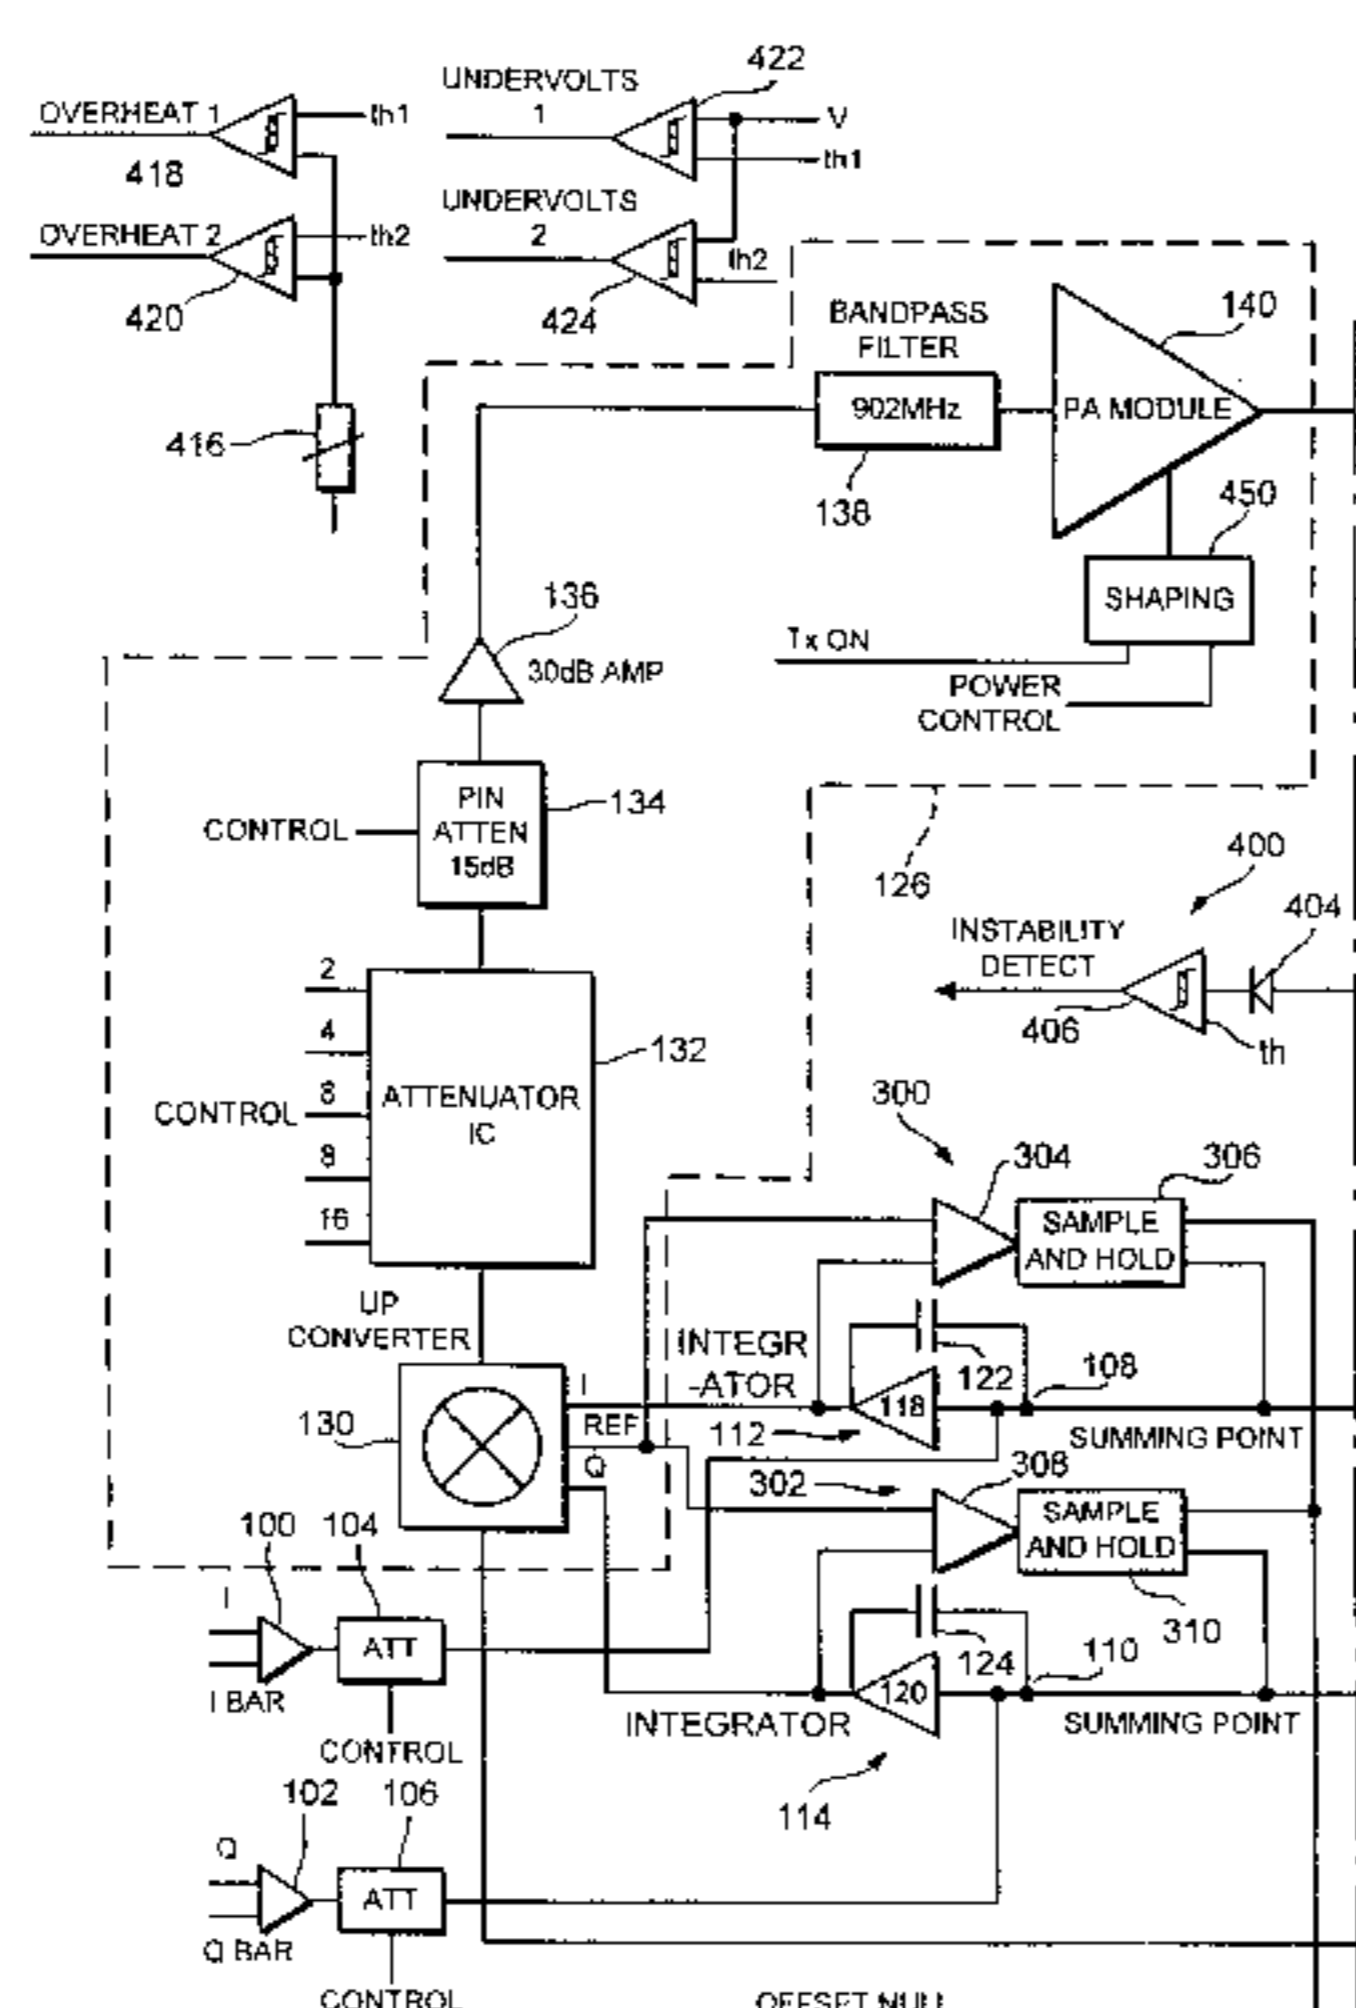 422
UNDERVOLTS
1
OVERHEAT 1
th1
V
th1
418
UNDERVOLTS
2
OVERHEAT 2
th2
th2
420
424
BANDPASS
FILTER
140
902MHz
PA MODULE
416
138
450
SHAPING
136
30dB AMP
Tx ON
POWER
CONTROL
PIN
ATTEN
15dB
134
CONTROL
126
400
404
INSTABILITY
DETECT
406
th
2
4
8
8
16
CONTROL
ATTENUATOR
IC
132
300
304
306
SAMPLE
AND HOLD
UP
CONVERTER
INTEGR
-ATOR
122
108
118
I
REF
Q
130
112
SUMMING POINT
302
308
SAMPLE
AND HOLD
100
104
I
ATT
I BAR
CONTROL
310
124
110
120
INTEGRATOR
SUMMING POINT
114
102
106
Q
ATT
Q BAR
CONTROL
OFFSET NULL